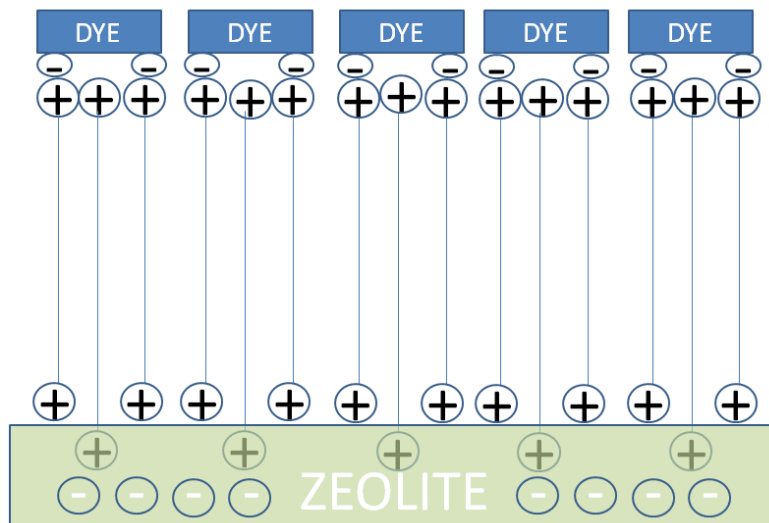 DYE DYE DYE DYE DYE
- - - - - - - - - -
+ + + + + + + + + + + + + + +
+ + + + + + + + + +
+ + + + +
ZEOLITE
- - - - - - - -